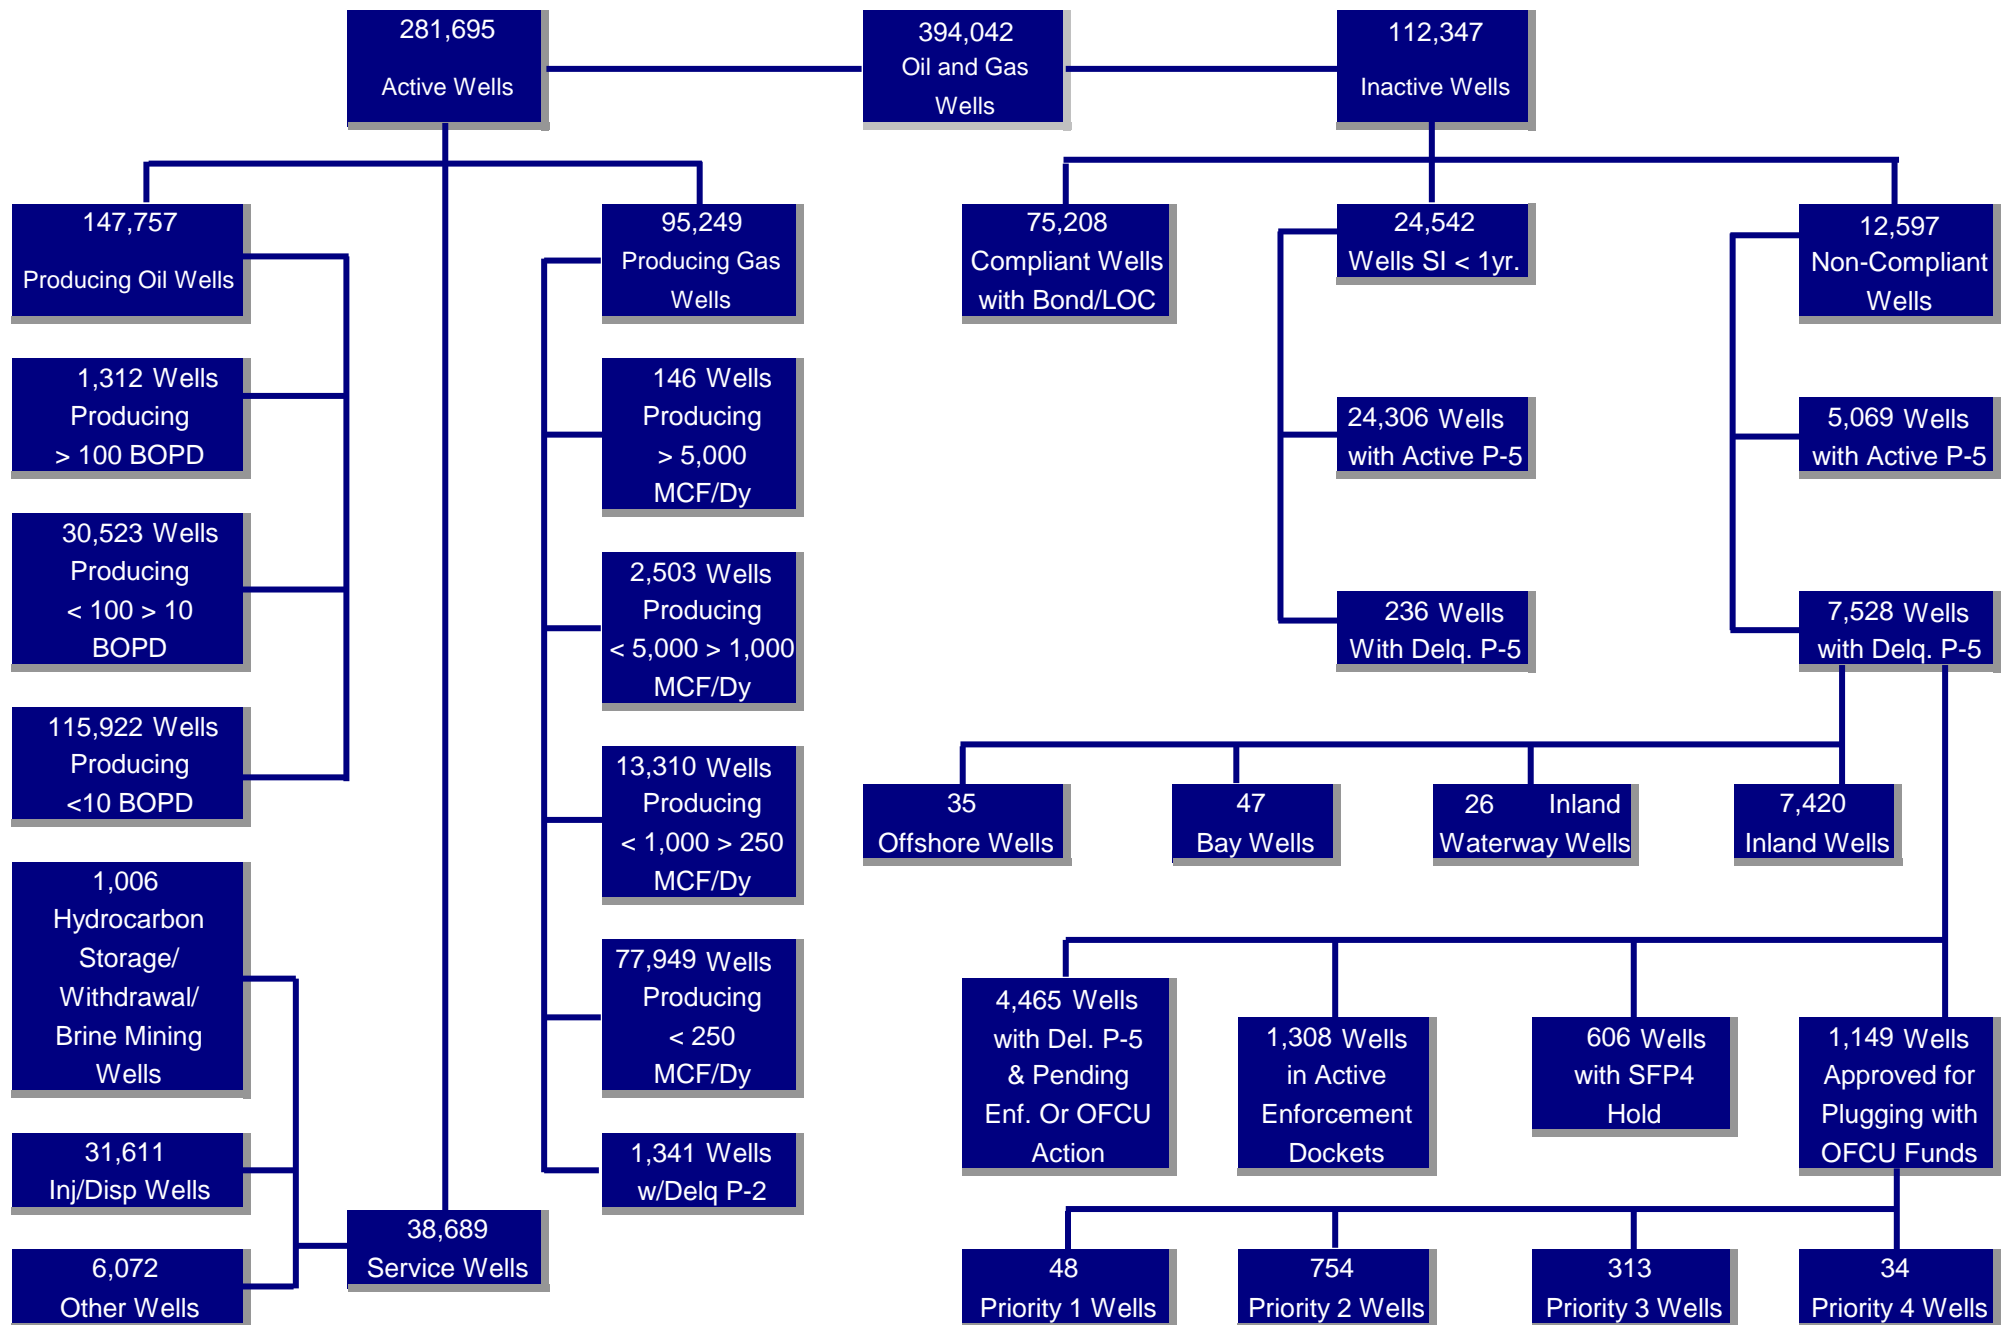 281,695
Active Wells
394,042
Oil and Gas
Wells
112,347
Inactive Wells
147,757
Producing Oil Wells
95,249
Producing Gas
Wells
75,208
Compliant Wells
with Bond/LOC
24,542
Wells SI < 1yr.
12,597
Non-Compliant
Wells
1,312 Wells
Producing
> 100 BOPD
146 Wells
Producing
> 5,000
MCF/Dy
24,306 Wells
with Active P-5
5,069 Wells
with Active P-5
30,523 Wells
Producing
< 100 > 10
BOPD
2,503 Wells
Producing
< 5,000 > 1,000
MCF/Dy
236 Wells
With Delq. P-5
7,528 Wells
with Delq. P-5
115,922 Wells
Producing
<10 BOPD
13,310 Wells
Producing
< 1,000 > 250
MCF/Dy
35
Offshore Wells
47
Bay Wells
26 Inland
Waterway Wells
7,420
Inland Wells
1,006
Hydrocarbon
Storage/
Withdrawal/
Brine Mining
Wells
77,949 Wells
Producing
< 250
MCF/Dy
4,465 Wells
with Del. P-5
& Pending
Enf. Or OFCU
Action
1,308 Wells
in Active
Enforcement
Dockets
606 Wells
with SFP4
Hold
1,149 Wells
Approved for
Plugging with
OFCU Funds
31,611
Inj/Disp Wells
1,341 Wells
w/Delq P-2
38,689
Service Wells
6,072
Other Wells
48
Priority 1 Wells
754
Priority 2 Wells
313
Priority 3 Wells
34
Priority 4 Wells